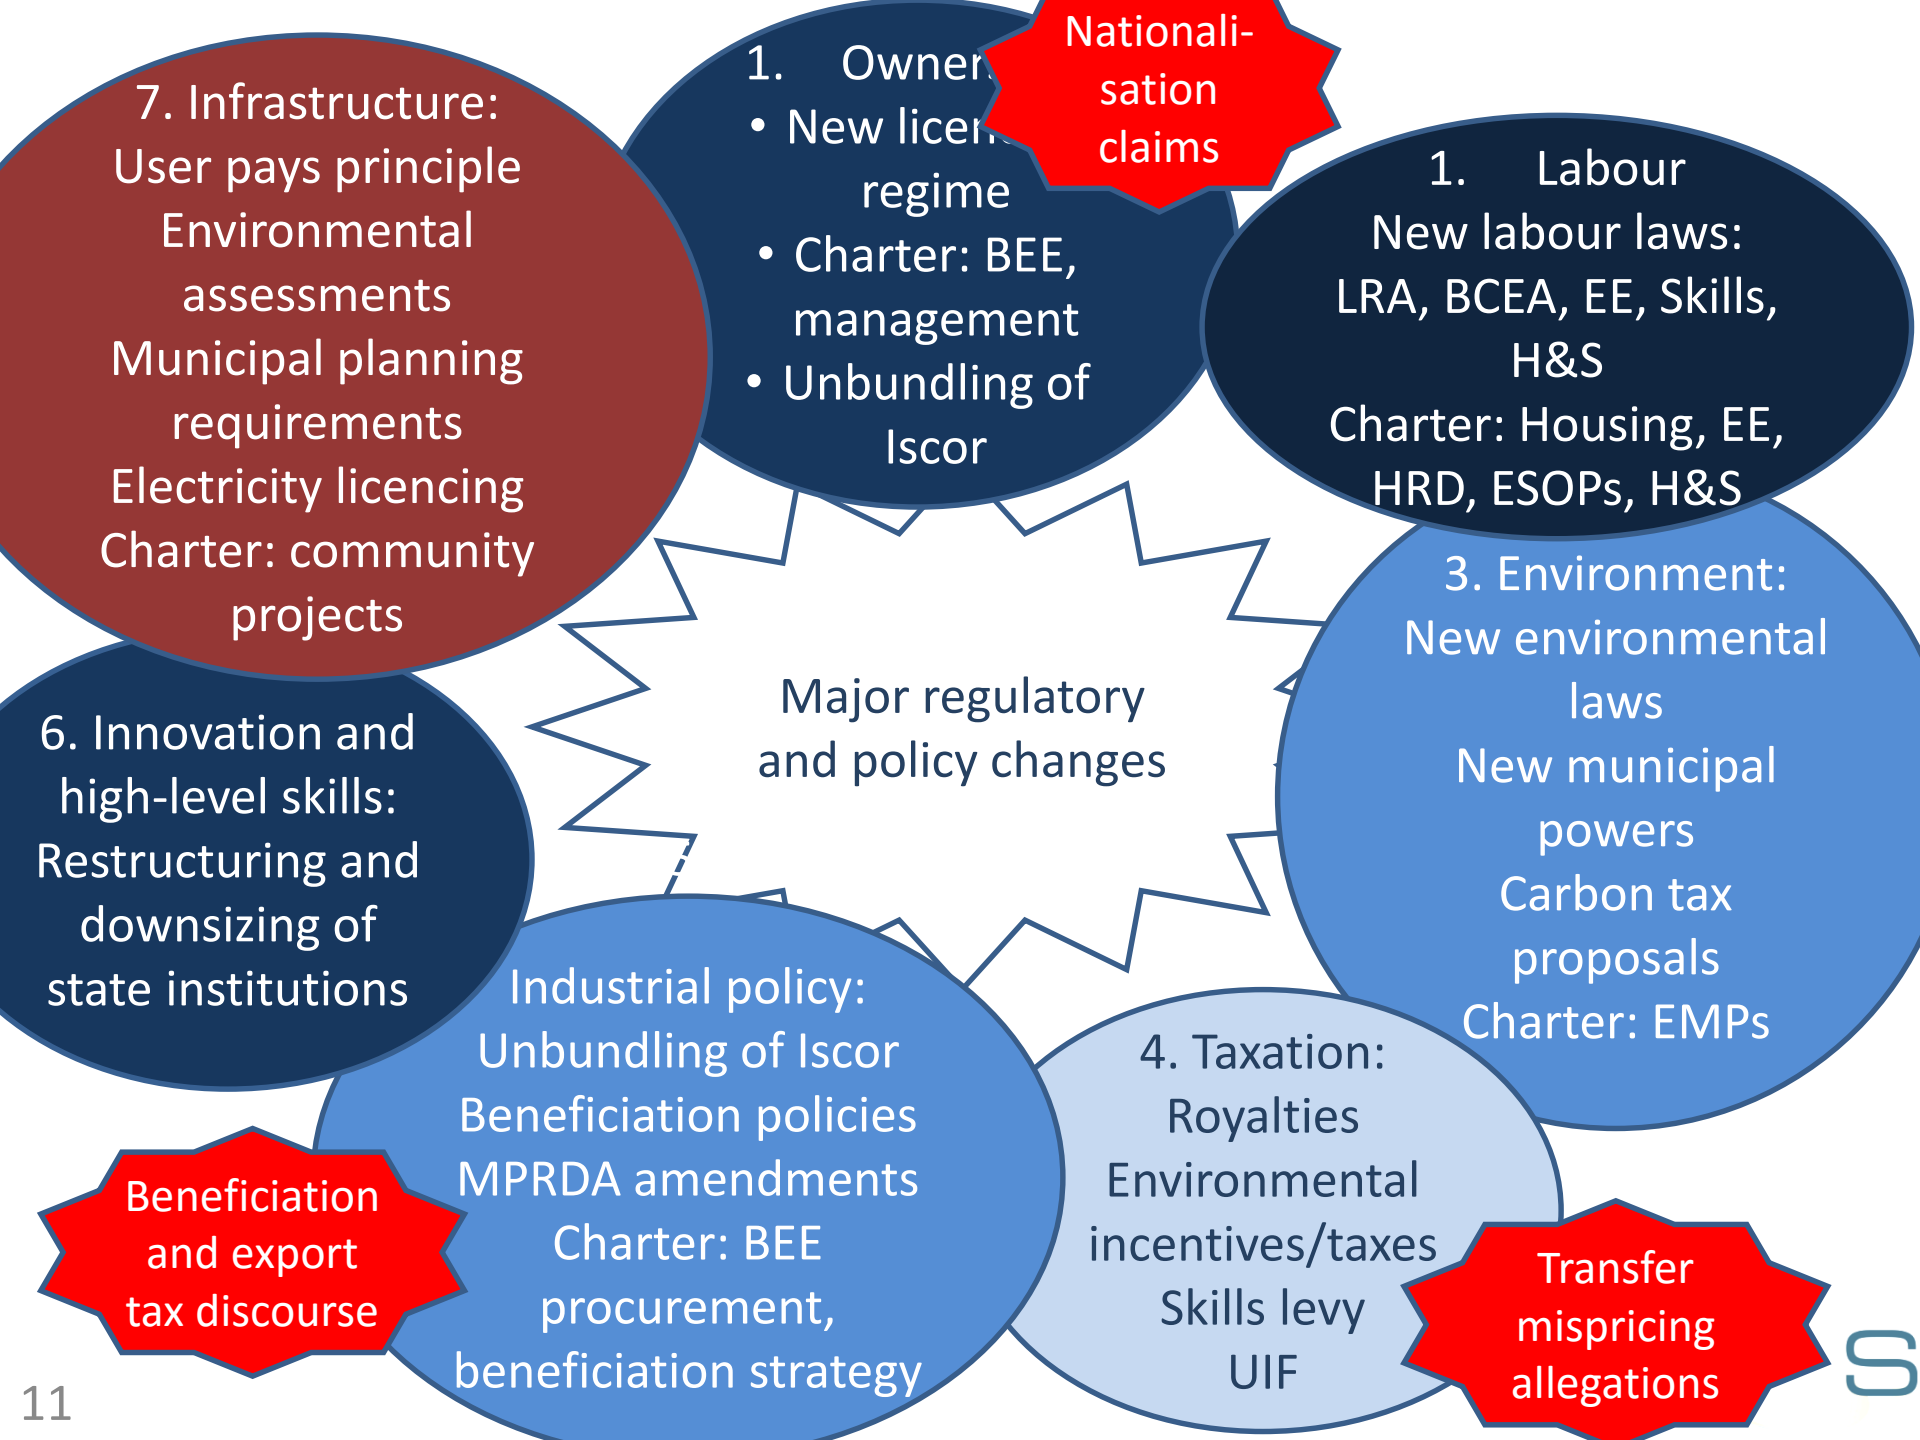 Nationali-
sation
claims
1. Owner
• New licen
regime
• Charter: BEE,
management
• Unbundling of
Iscor
1. Labour
New labour laws:
LRA, BCEA, EE, Skills,
H&S
Charter: Housing, EE,
HRD, ESOPs, H&S
3. Environment:
New environmental
laws
New municipal
powers
Carbon tax
proposals
Charter: EMPs
4. Taxation:
Royalties
Environmental
incentives/taxes
Skills levy
UIF
Transfer
mispricing
allegations
Industrial policy:
Unbundling of Iscor
Beneficiation policies
MPRDA amendments
Charter: BEE
procurement,
beneficiation strategy
Beneficiation
and export
tax discourse
6. Innovation and
high-level skills:
Restructuring and
downsizing of
state institutions
7. Infrastructure:
User pays principle
Environmental
assessments
Municipal planning
requirements
Electricity licencing
Charter: community
projects
Major regulatory
and policy changes
11
S